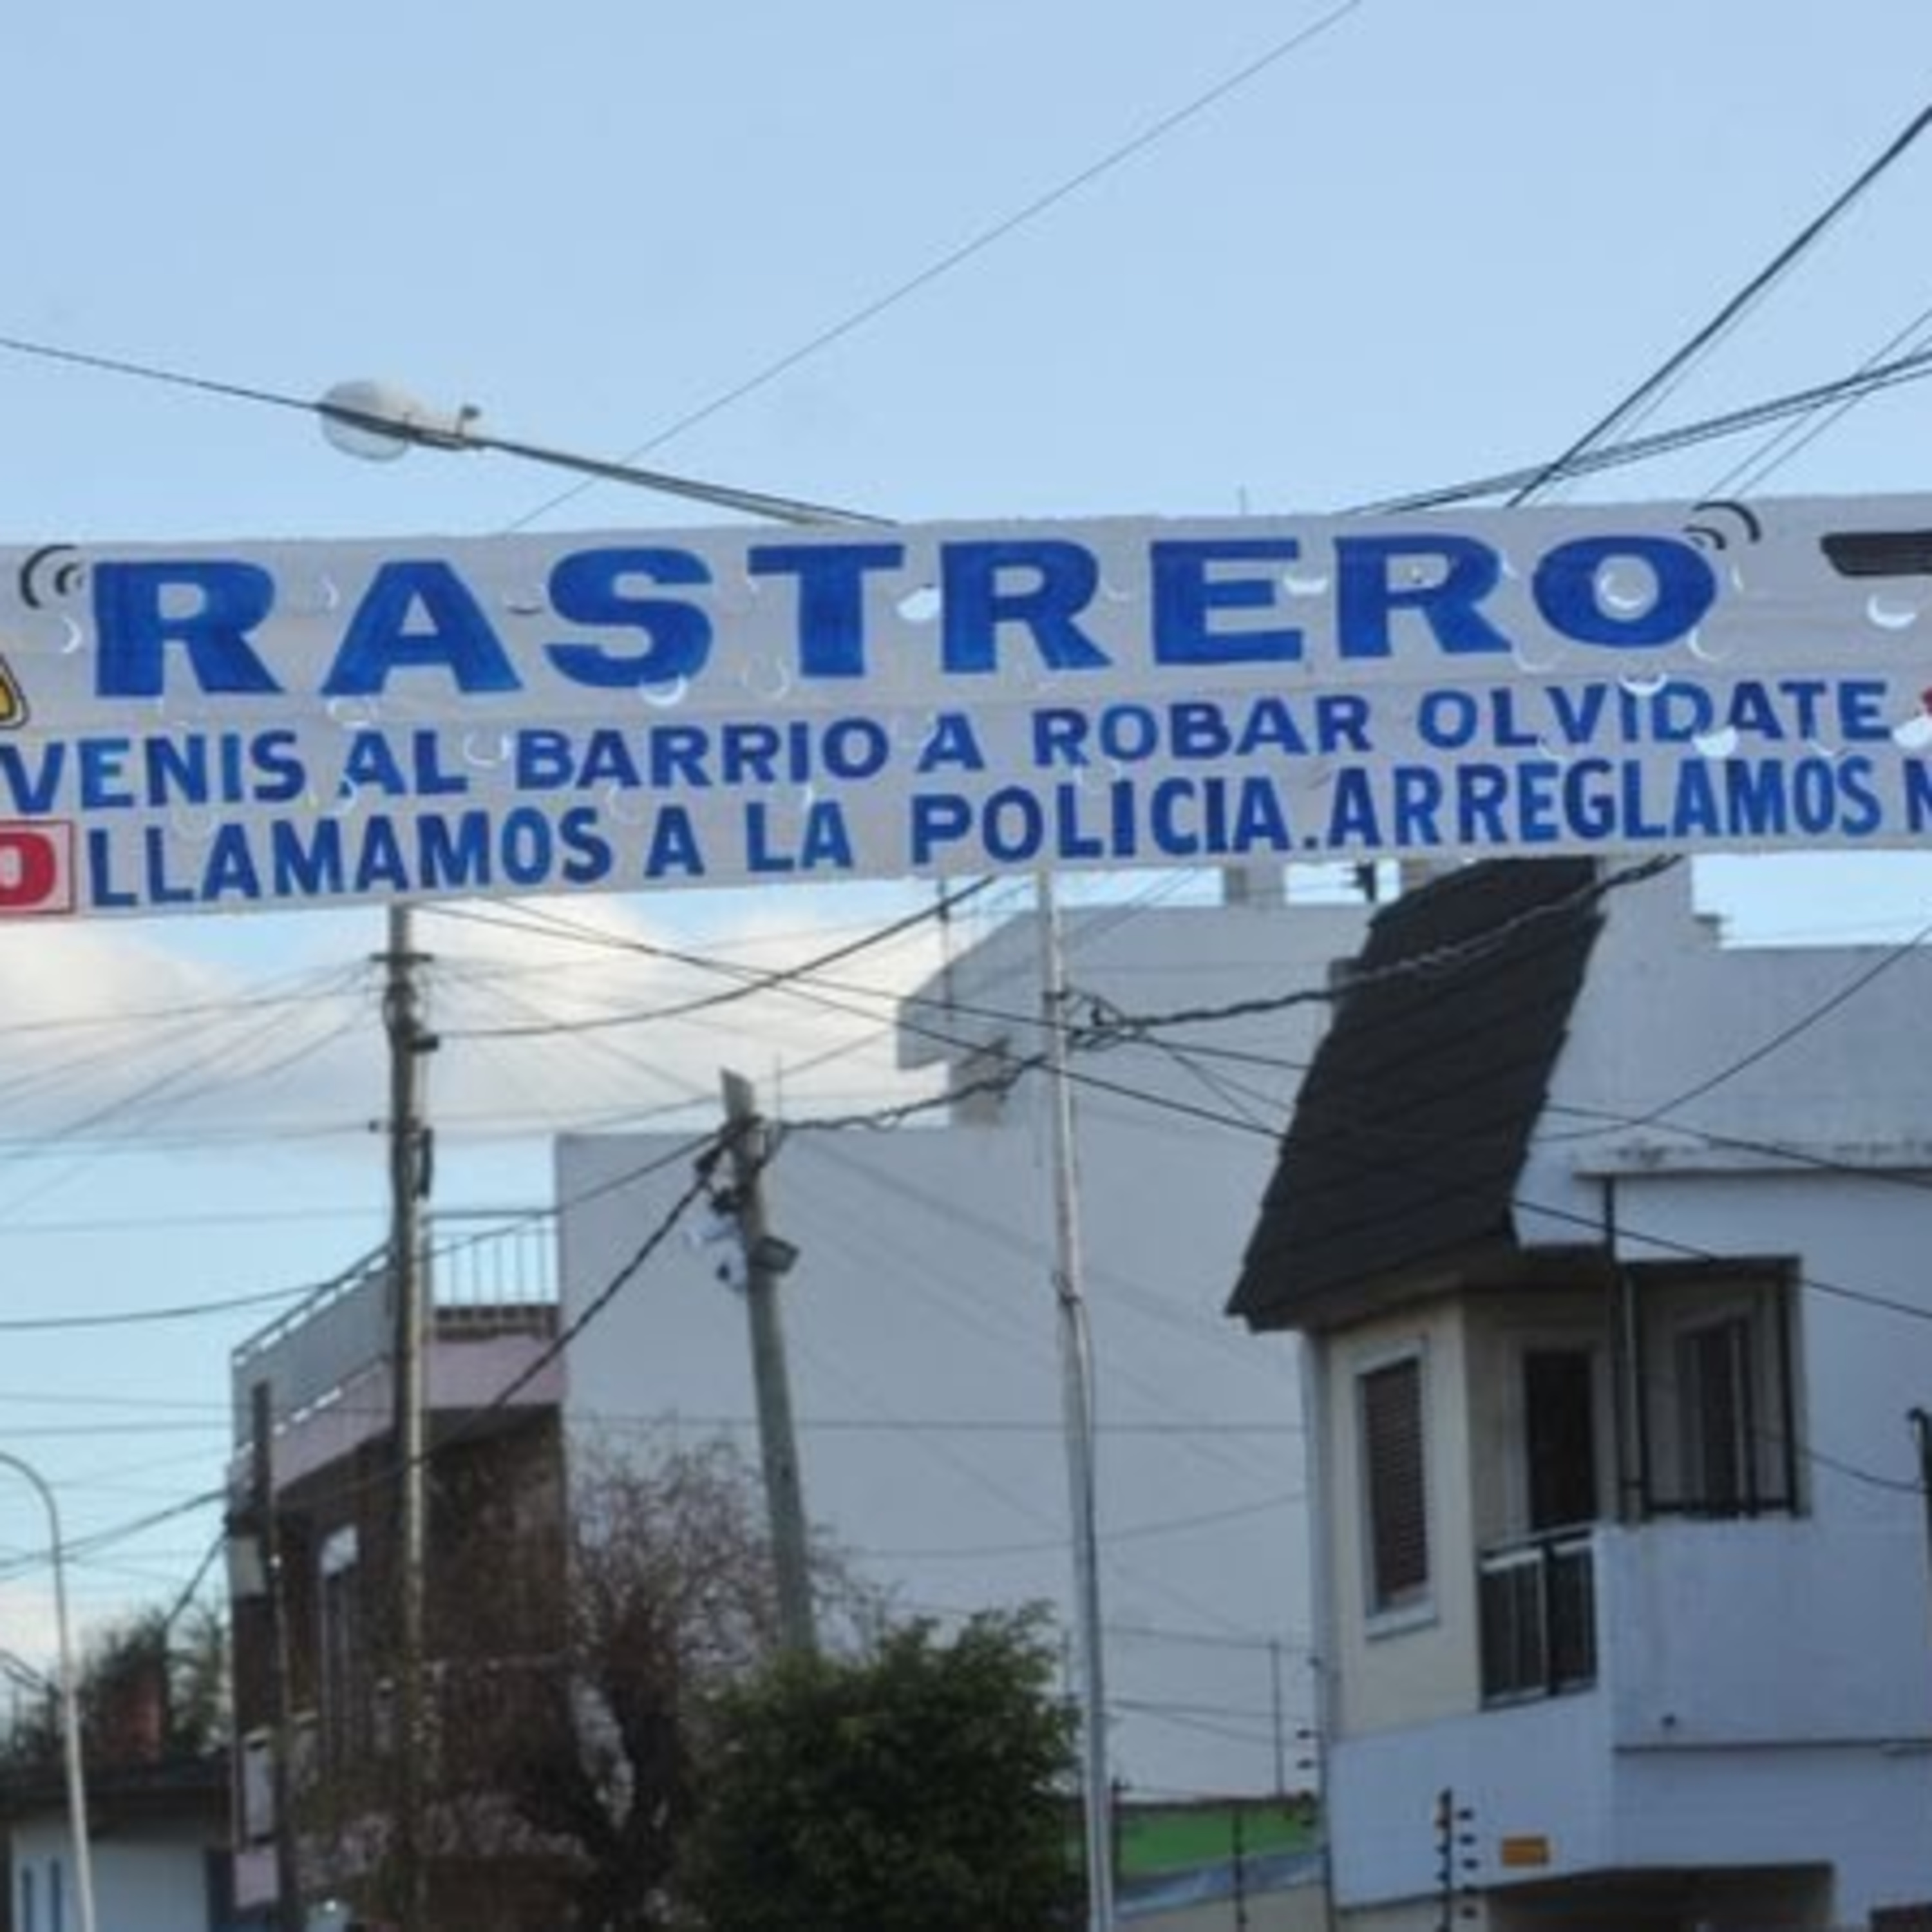 RASTRERO
VENIS AL BARRIO A ROBAR OLVIDATE
O LLAMAMOS A LA POLICIA. ARREGLAMOS N